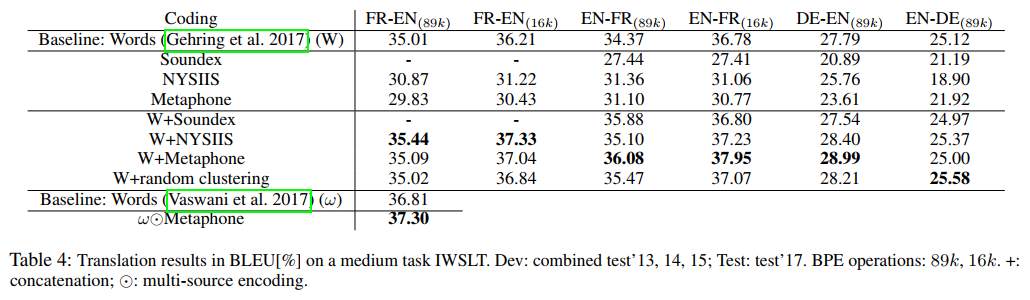 Coding FR-EN(89k) FR-EN(16k) EN-FR(89k) EN-FR(16k) DE-EN(89k) EN-DE(89k)
Baseline: Words (Gehring et al. 2017) (W) 35.01 36.21 34.37 36.78 27.79 25.12
Soundex - - 27.44 27.41 20.89 21.19
NYSIIS 30.87 31.22 31.36 31.06 25.76 18.90
Metaphone 29.83 30.43 31.10 30.77 23.61 21.92
W+Soundex - - 35.88 36.80 27.54 24.97
W+NYSIIS 35.44 37.33 35.10 37.23 28.40 25.37
W+Metaphone 35.09 37.04 36.08 37.95 28.99 25.00
W+random clustering 35.02 36.84 35.47 37.07 28.21 25.58
Baseline: Words (Vaswani et al. 2017) (ω) 36.81
ω⊙Metaphone 37.30
Table 4: Translation results in BLEU[%] on a medium task IWSLT. Dev: combined test'13, 14, 15; Test: test'17. BPE operations: 89k, 16k. +:
concatenation; ⊙: multi-source encoding.